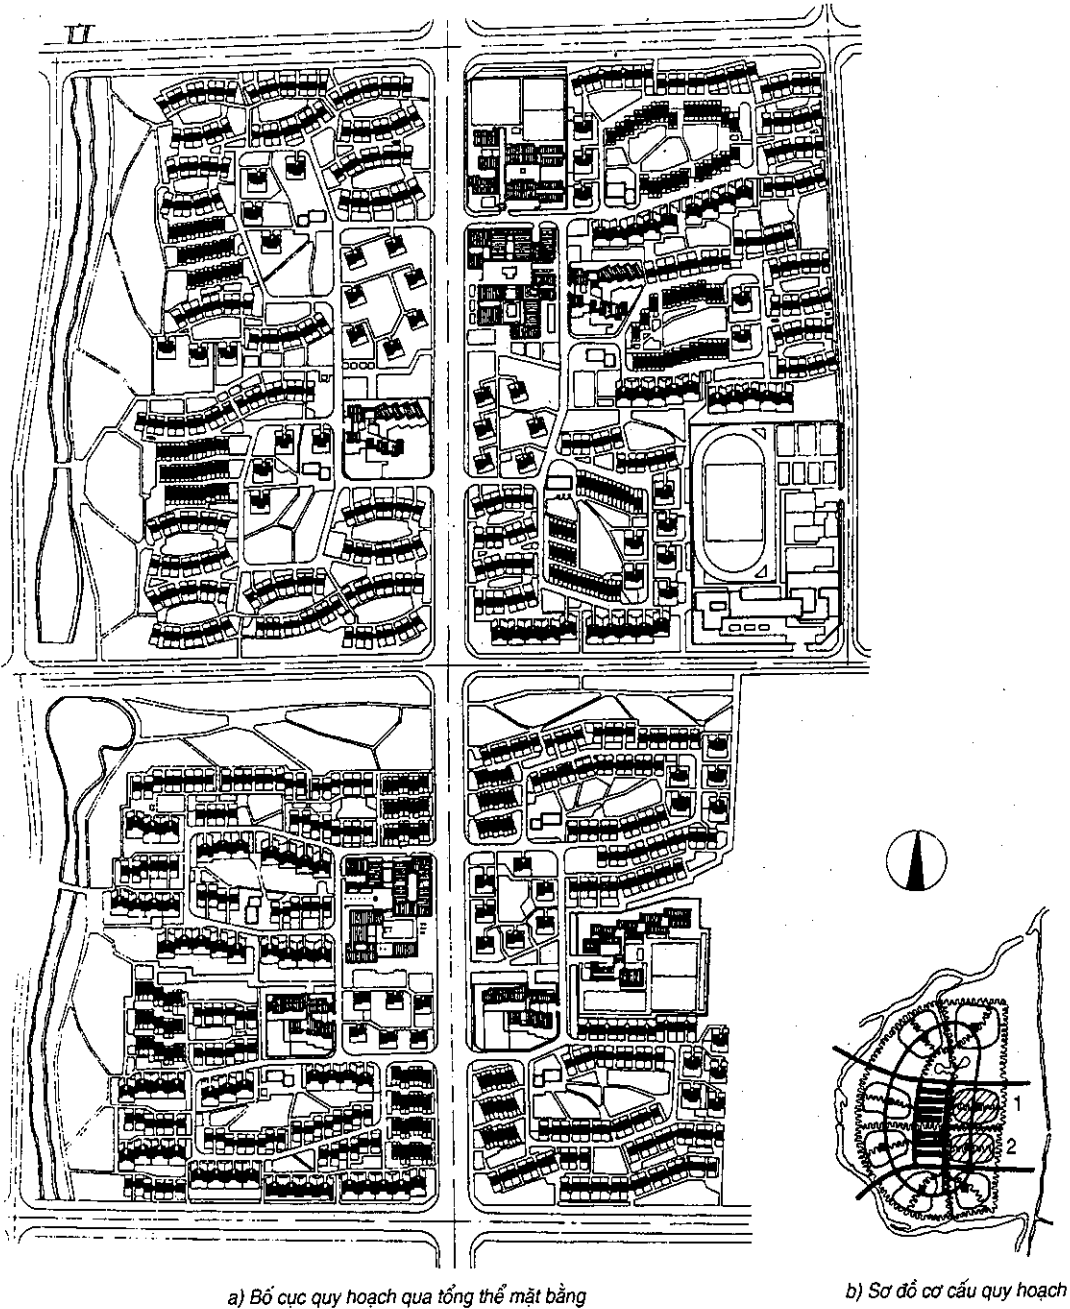 1
2
a) Bố cục quy hoạch qua tổng thể mặt bằng
b) Sơ đồ cơ cấu quy hoạch